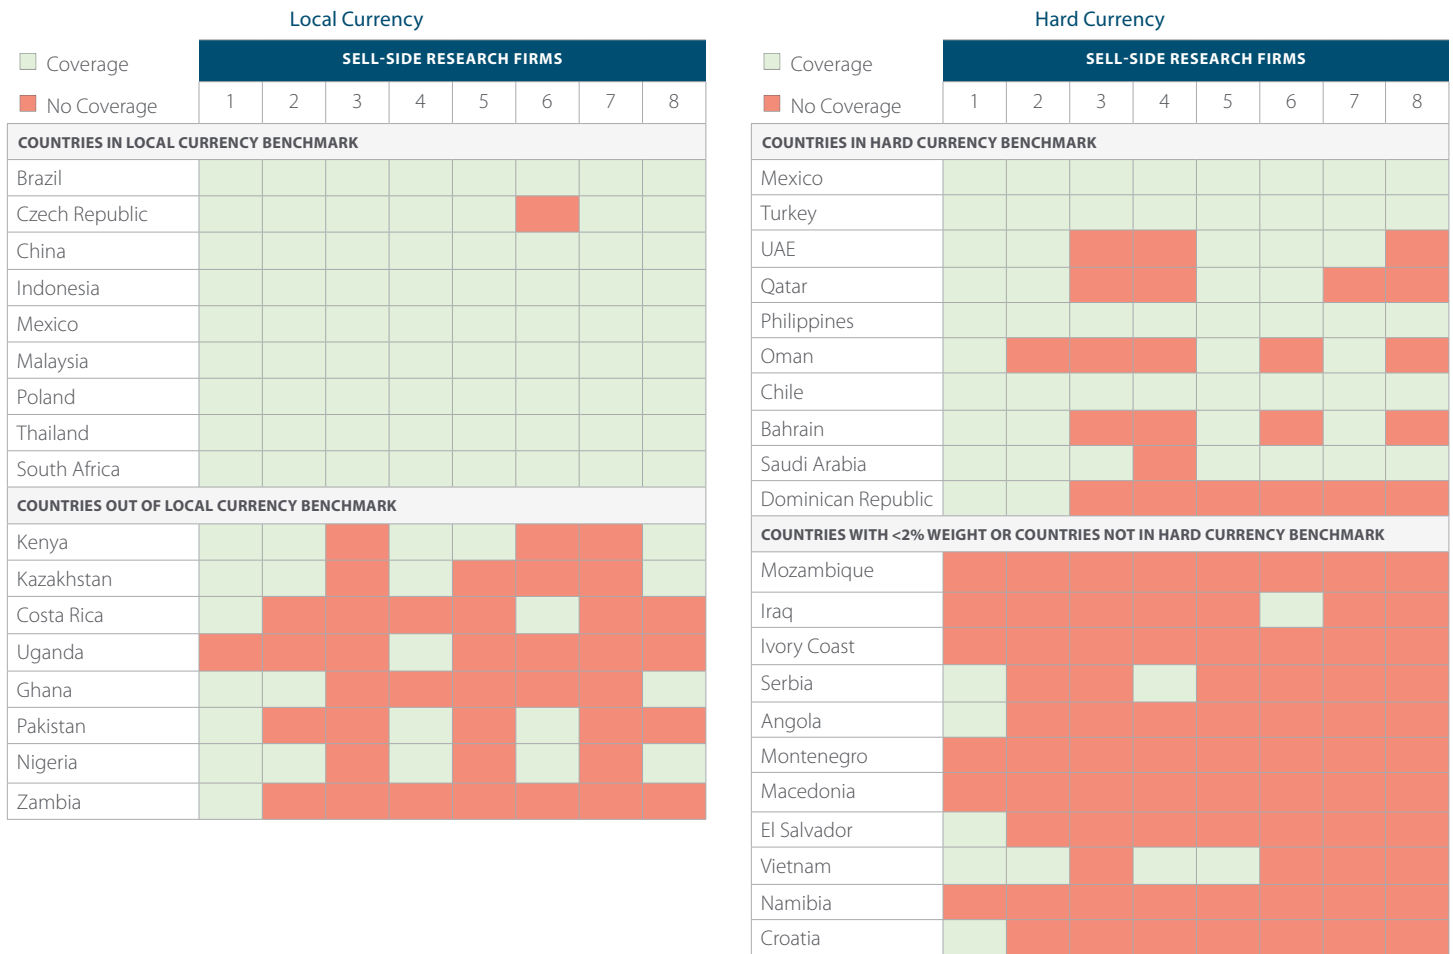 Local Currency
Coverage
No Coverage
SELL-SIDE RESEARCH FIRMS
1 2 3 4 5 6 7 8
COUNTRIES IN LOCAL CURRENCY BENCHMARK
Brazil
Czech Republic
China
Indonesia
Mexico
Malaysia
Poland
Thailand
South Africa
COUNTRIES OUT OF LOCAL CURRENCY BENCHMARK
Kenya
Kazakhstan
Costa Rica
Uganda
Ghana
Pakistan
Nigeria
Zambia
Hard Currency
Coverage
No Coverage
SELL-SIDE RESEARCH FIRMS
1 2 3 4 5 6 7 8
COUNTRIES IN HARD CURRENCY BENCHMARK
Mexico
Turkey
UAE
Qatar
Philippines
Oman
Chile
Bahrain
Saudi Arabia
Dominican Republic
COUNTRIES WITH <2% WEIGHT OR COUNTRIES NOT IN HARD CURRENCY BENCHMARK
Mozambique
Iraq
Ivory Coast
Serbia
Angola
Montenegro
Macedonia
El Salvador
Vietnam
Namibia
Croatia